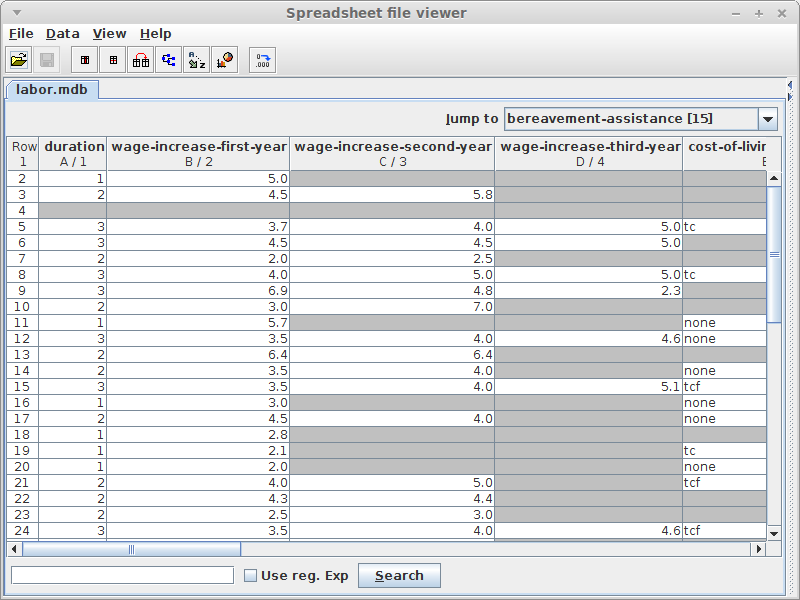 Spreadsheet file viewer
File Data View Help
labor.mdb
Jump to bereavement-assistance [15]
Row duration wage-increase-first-year wage-increase-second-year wage-increase-third-year cost-of-livin
1 A / 1 B / 2 C / 3 D / 4 E
2 1 5.0
3 2 4.5 5.8
4
5 3 3.7 4.0 5.0 tc
6 3 4.5 4.5 5.0
7 2 2.0 2.5
8 3 4.0 5.0 5.0 tc
9 3 6.9 4.8 2.3
10 2 3.0 7.0
11 1 5.7 none
12 3 3.5 4.0 4.6 none
13 2 6.4 6.4
14 2 3.5 4.0 none
15 3 3.5 4.0 5.1 tcf
16 1 3.0 none
17 2 4.5 4.0 none
18 1 2.8
19 1 2.1 tc
20 1 2.0 none
21 2 4.0 5.0 tcf
22 2 4.3 4.4
23 2 2.5 3.0
24 3 3.5 4.0 4.6 tcf
Use reg. Exp Search